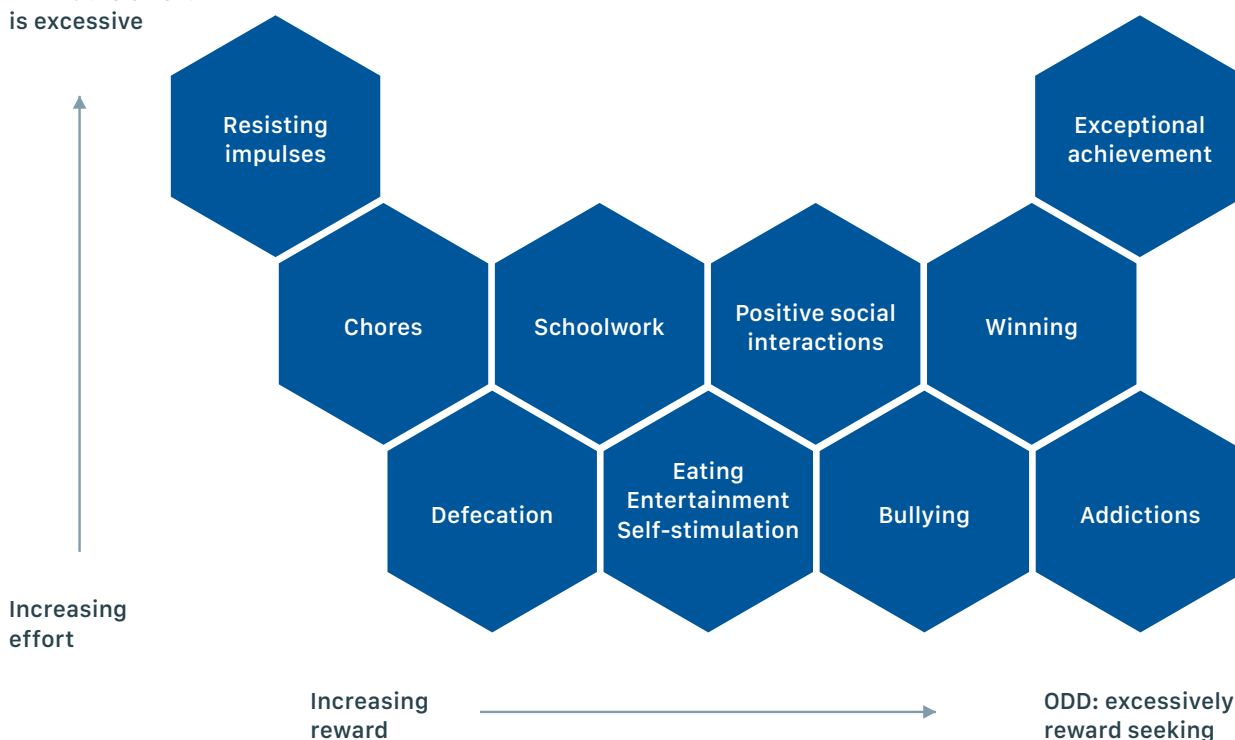 is excessive
Resisting
impulses
Exceptional
achievement
Chores
Schoolwork
Positive social
interactions
Winning
Defecation
Eating
Entertainment
Self-stimulation
Bullying
Addictions
Increasing
effort
Increasing
reward
ODD: excessively
reward seeking